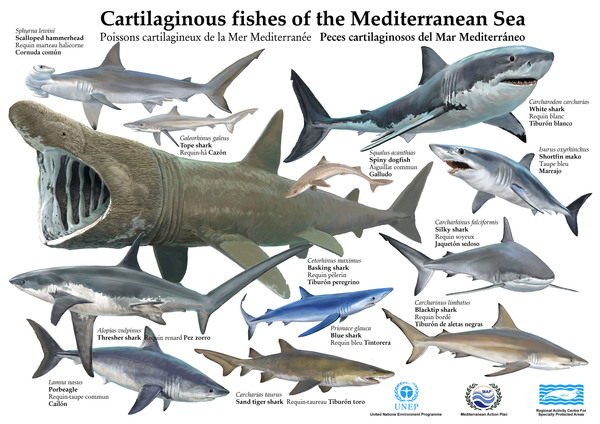 Cartilaginous fishes of the Mediterranean Sea
Poissons cartilagineux de la Mer Mediterranée Peces cartilaginosos del Mar Mediterráneo
Sphyrna lewini
Scalloped hammerhead
Requin marteau halicorne
Cornuda común
Galeorhinus galeus
Tope shark
Requin-hâ Cazón
Carcharodon carcharias
White shark
Requin blanc
Tiburón blanco
Squalus acanthias
Spiny dogfish
Aiguillat commun
Galludo
Isurus oxyrhinchus
Shortfin mako
Taupe bleu
Marrajo
Carcharhinus falciformis
Silky shark
Requin soyeux
Jaquetón sedoso
Cetorhinus maximus
Basking shark
Requin pélerin
Tiburón peregrino
Carcharinus limbatus
Blacktip shark
Requin bordé
Tiburón de aletas negras
Alopias vulpinus
Thresher shark Requin renard Pez zorro
Prionace glauca
Blue shark
Requin bleu Tintorera
Lamna nasus
Porbeagle
Requin-taupe commun
Cailón
Carcharias taurus
Sand tiger shark Requin-taureau Tiburón toro
UNEP
United Nations Environment Programme
MAP
Mediterranean Action Plan
Regional Activity Centre For
Specially Protected Areas